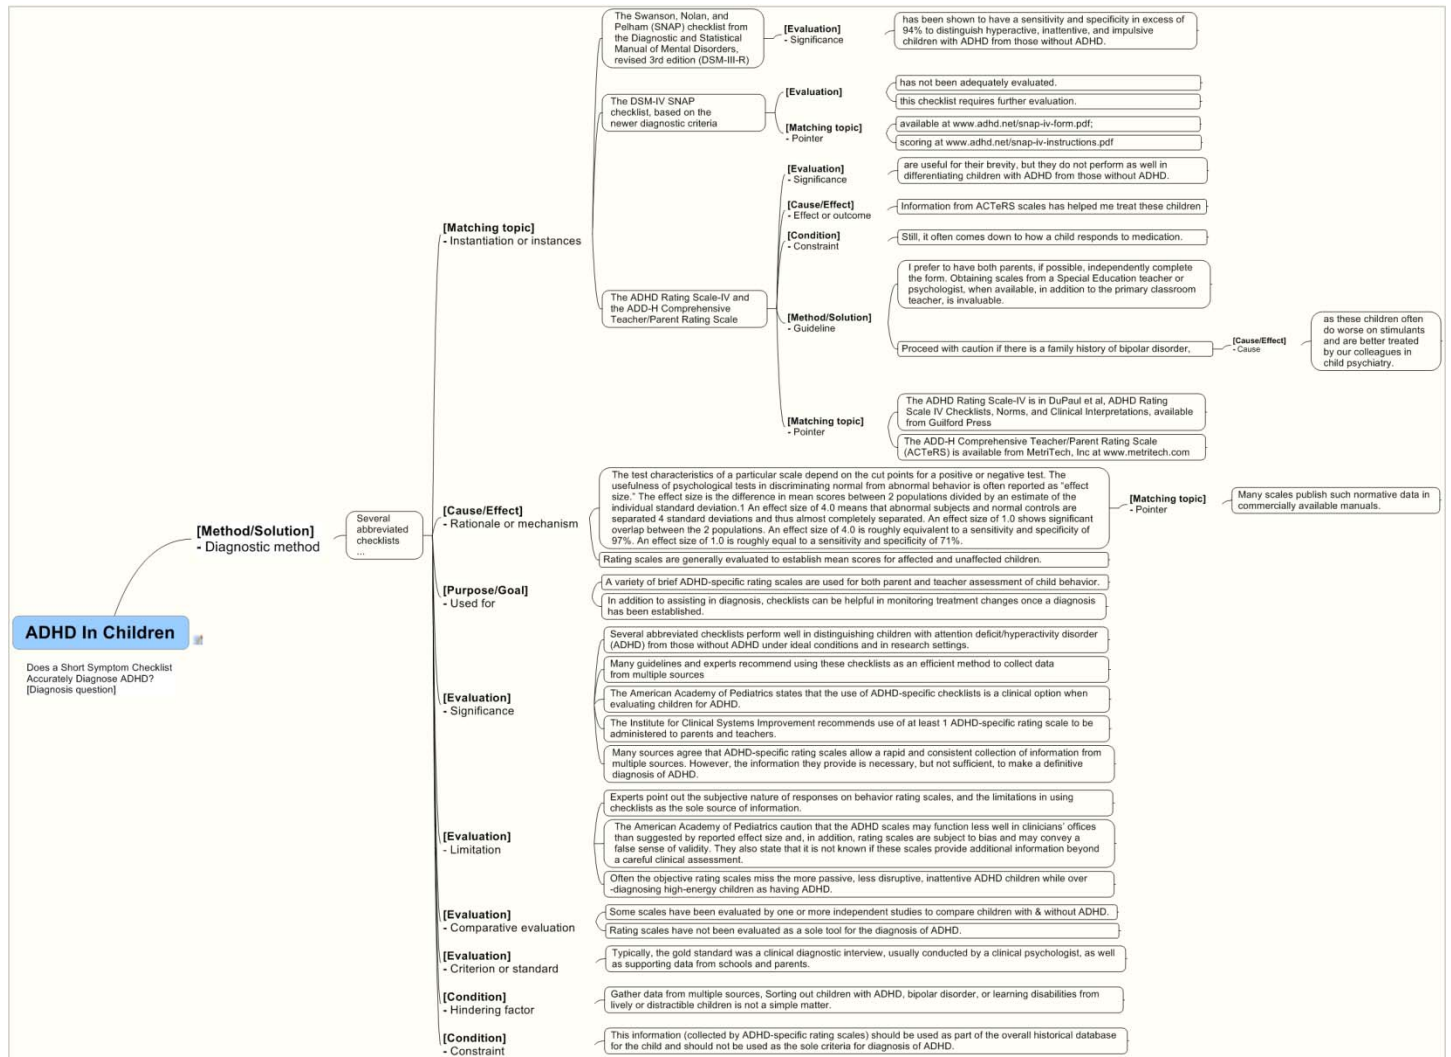 The Swanson, Nolan, and
Pelham (SNAP) checklist from
the Diagnostic and Statistical
Manual of Mental Disorders,
revised 3rd edition (DSM-III-R)
[Evaluation]
- Significance
has been shown to have a sensitivity and specificity in excess of
94% to distinguish hyperactive, inattentive, and impulsive
children with ADHD from those without ADHD.
The DSM-IV SNAP
checklist, based on the
newer diagnostic criteria
[Evaluation]
has not been adequately evaluated.
this checklist requires further evaluation.
[Matching topic]
- Pointer
available at www.adhd.net/snap-iv-form.pdf;
scoring at www.adhd.net/snap-iv-instructions.pdf
[Matching topic]
- Instantiation or instances
The ADHD Rating Scale-IV and
the ADD-H Comprehensive
Teacher/Parent Rating Scale
[Evaluation]
- Significance
are useful for their brevity, but they do not perform as well in
differentiating children with ADHD from those without ADHD.
[Cause/Effect]
- Effect or outcome
Information from ACTeRS scales has helped me treat these children
[Condition]
- Constraint
Still, it often comes down to how a child responds to medication.
[Method/Solution]
- Guideline
I prefer to have both parents, if possible, independently complete
the form. Obtaining scales from a Special Education teacher or
psychologist, when available, in addition to the primary classroom
teacher, is invaluable.
Proceed with caution if there is a family history of bipolar disorder,
[Cause/Effect]
- Cause
as these children often
do worse on stimulants
and are better treated
by our colleagues in
child psychiatry.
[Matching topic]
- Pointer
The ADHD Rating Scale-IV is in DuPaul et al, ADHD Rating
Scale IV Checklists, Norms, and Clinical Interpretations, available
from Guilford Press
The ADD-H Comprehensive Teacher/Parent Rating Scale
(ACTeRS) is available from MetriTech, Inc at www.metritech.com
[Method/Solution]
- Diagnostic method
Several
abbreviated
checklists
...
[Cause/Effect]
- Rationale or mechanism
The test characteristics of a particular scale depend on the cut points for a positive or negative test. The
usefulness of psychological tests in discriminating normal from abnormal behavior is often reported as “effect
size.” The effect size is the difference in mean scores between 2 populations divided by an estimate of the
individual standard deviation.1 An effect size of 4.0 means that abnormal subjects and normal controls are
separated 4 standard deviations and thus almost completely separated. An effect size of 1.0 shows significant
overlap between the 2 populations. An effect size of 4.0 is roughly equivalent to a sensitivity and specificity of
97%. An effect size of 1.0 is roughly equal to a sensitivity and specificity of 71%.
[Matching topic]
- Pointer
Many scales publish such normative data in
commercially available manuals.
Rating scales are generally evaluated to establish mean scores for affected and unaffected children.
[Purpose/Goal]
- Used for
A variety of brief ADHD-specific rating scales are used for both parent and teacher assessment of child behavior.
In addition to assisting in diagnosis, checklists can be helpful in monitoring treatment changes once a diagnosis
has been established.
ADHD In Children
Does a Short Symptom Checklist
Accurately Diagnose ADHD?
[Diagnosis question]
[Evaluation]
- Significance
Several abbreviated checklists perform well in distinguishing children with attention deficit/hyperactivity disorder
(ADHD) from those without ADHD under ideal conditions and in research settings.
Many guidelines and experts recommend using these checklists as an efficient method to collect data
from multiple sources
The American Academy of Pediatrics states that the use of ADHD-specific checklists is a clinical option when
evaluating children for ADHD.
The Institute for Clinical Systems Improvement recommends use of at least 1 ADHD-specific rating scale to be
administered to parents and teachers.
Many sources agree that ADHD-specific rating scales allow a rapid and consistent collection of information from
multiple sources. However, the information they provide is necessary, but not sufficient, to make a definitive
diagnosis of ADHD.
[Evaluation]
- Limitation
Experts point out the subjective nature of responses on behavior rating scales, and the limitations in using
checklists as the sole source of information.
The American Academy of Pediatrics caution that the ADHD scales may function less well in clinicians’ offices
than suggested by reported effect size and, in addition, rating scales are subject to bias and may convey a
false sense of validity. They also state that it is not known if these scales provide additional information beyond
a careful clinical assessment.
Often the objective rating scales miss the more passive, less disruptive, inattentive ADHD children while over
-diagnosing high-energy children as having ADHD.
[Evaluation]
- Comparative evaluation
Some scales have been evaluated by one or more independent studies to compare children with & without ADHD.
Rating scales have not been evaluated as a sole tool for the diagnosis of ADHD.
[Evaluation]
- Criterion or standard
Typically, the gold standard was a clinical diagnostic interview, usually conducted by a clinical psychologist, as well
as supporting data from schools and parents.
[Condition]
- Hindering factor
Gather data from multiple sources, Sorting out children with ADHD, bipolar disorder, or learning disabilities from
lively or distractible children is not a simple matter.
[Condition]
- Constraint
This information (collected by ADHD-specific rating scales) should be used as part of the overall historical database
for the child and should not be used as the sole criteria for diagnosis of ADHD.